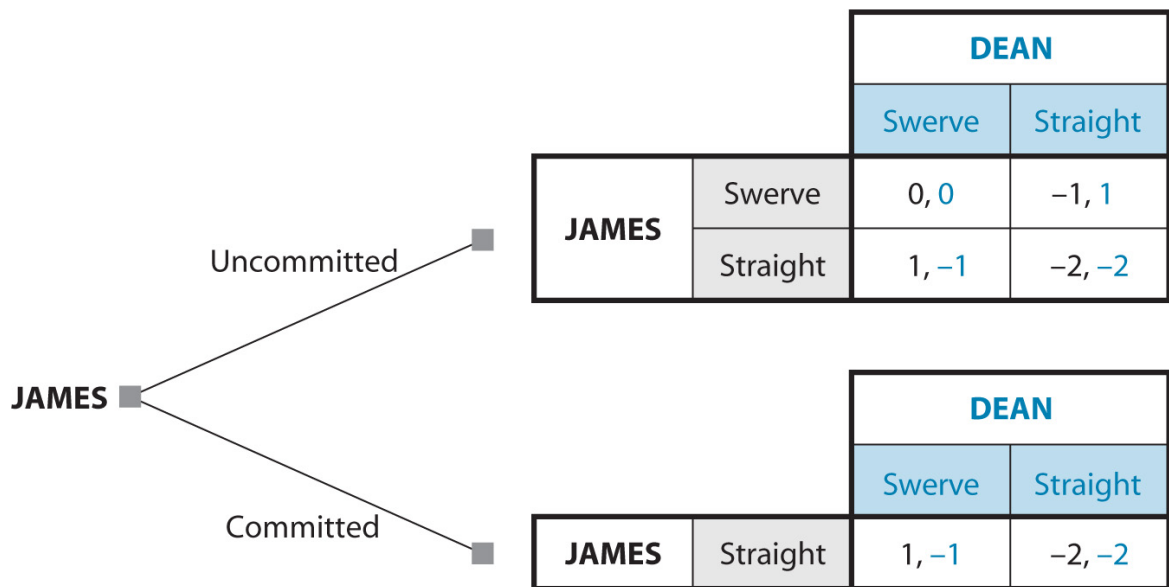 DEAN
Swerve Straight
JAMES Swerve 0, 0 –1, 1
Straight 1, –1 –2, –2
Uncommitted
JAMES
Committed
DEAN
Swerve Straight
JAMES Straight 1, –1 –2, –2